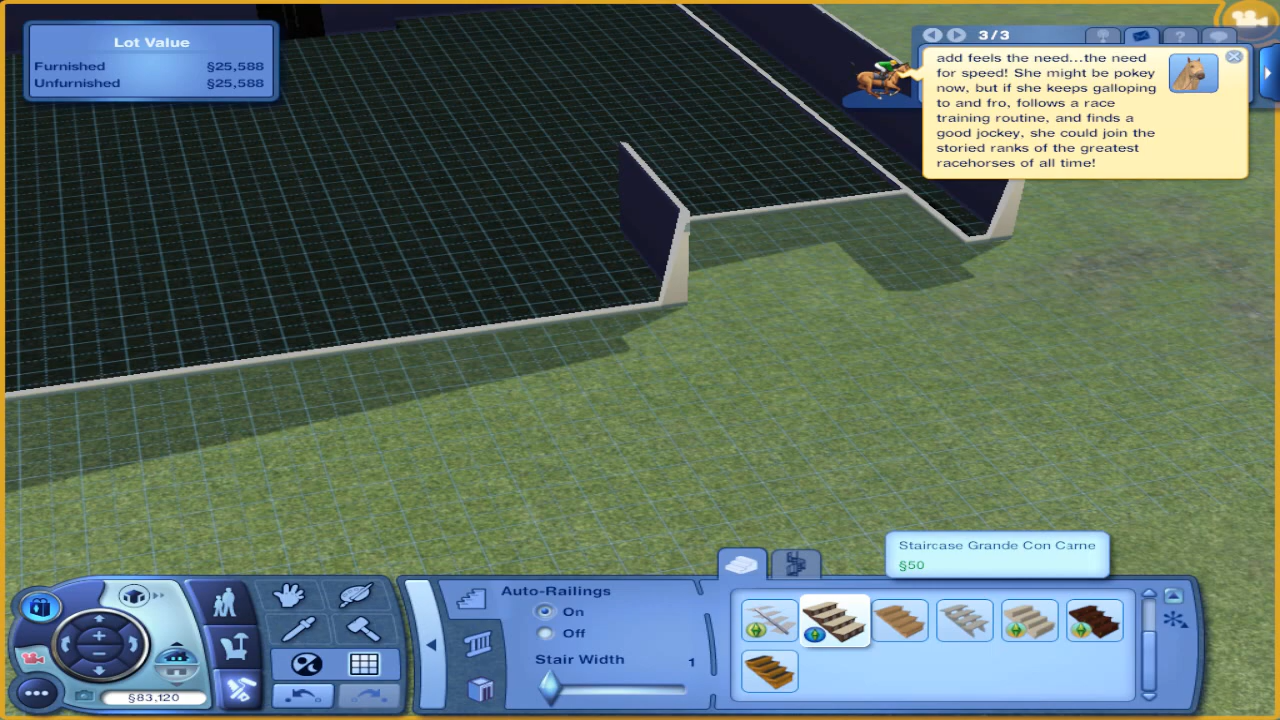 Lot Value
Furnished §25,588
Unfurnished §25,588
3/3
add feels the need...the need
for speed! She might be pokey
now, but if she keeps galloping
to and fro, follows a race
training routine, and finds a
good jockey, she could join the
storied ranks of the greatest
racehorses of all time!
?
Staircase Grande Con Carne
§50
Auto-Railings
On
Off
Stair Width 1
§83,120